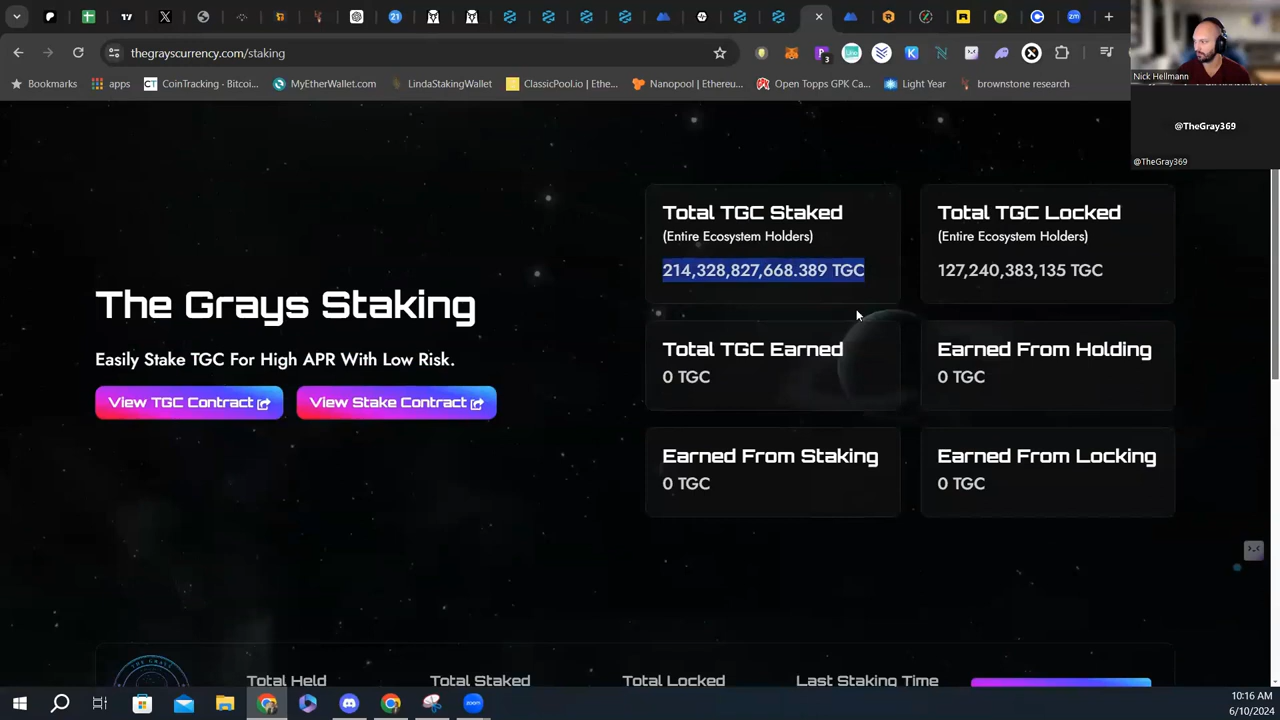 thegrayscurrency.com/staking
Bookmarks
apps
CoinTracking - Bitcoi...
MyEtherWallet.com
LindaStakingWallet
ClassicPool.io | Ethe...
Nanopool | Ethereu...
Open Topps GPK Ca...
Light Year
brownstone research
Nick Hellmann
@TheGray369
@TheGray369
The Grays Staking
Easily Stake TGC For High APR With Low Risk.
View TGC Contract
View Stake Contract
Total TGC Staked
(Entire Ecosystem Holders)
214,328,827,668.389 TGC
Total TGC Locked
(Entire Ecosystem Holders)
127,240,383,135 TGC
Total TGC Earned
0 TGC
Earned From Holding
0 TGC
Earned From Staking
0 TGC
Earned From Locking
0 TGC
THE GRAYS
Total Held
Total Staked
Total Locked
Last Staking Time
zoom
10:16 AM
6/10/2024